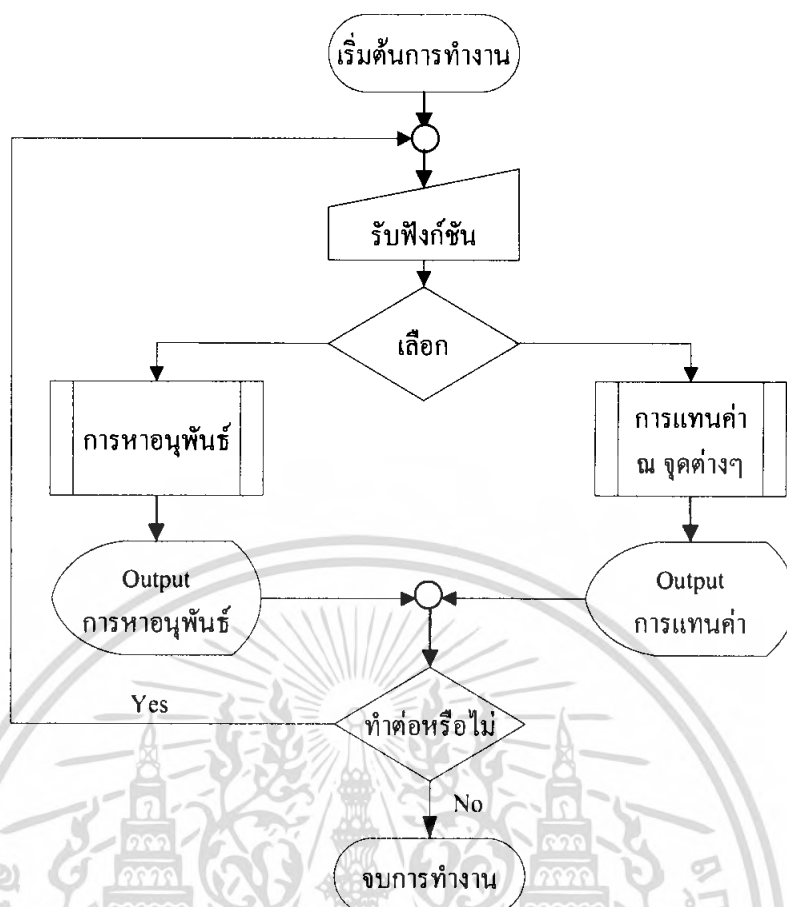 เริ่มต้นการทำงาน
รับฟังก์ชัน
เลือก
การหาอนุพันธ์
การแทนค่า
ณ จุดต่างๆ
Output
การหาอนุพันธ์
Output
การแทนค่า
Yes
ทำต่อหรือไม่
No
จบการทำงาน